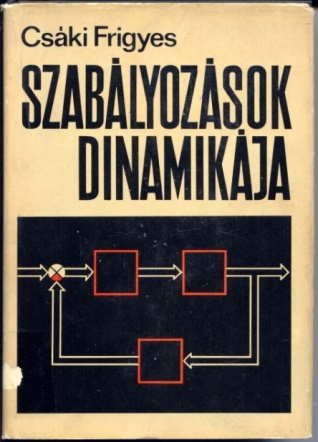 Csáki Frigyes
SZABÁLYOZÁSOK
DINAMIKÁJA